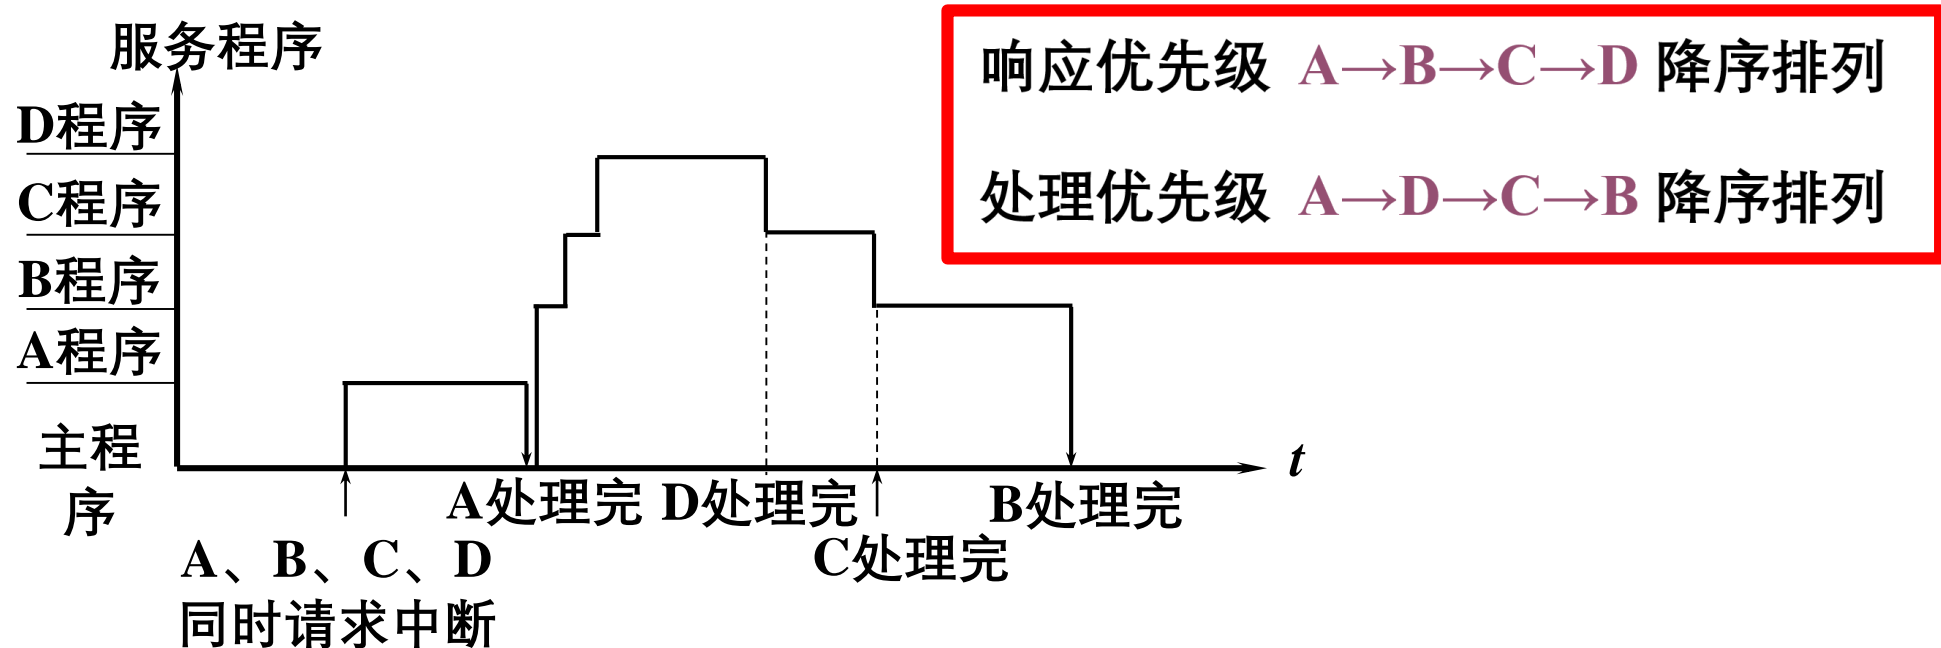 服务程序
D程序
C程序
B程序
A程序
主程
序
响应优先级 A→B→C→D 降序排列
处理优先级 A→D→C→B 降序排列
t
A处理完
D处理完
B处理完
C处理完
A、B、C、D
同时请求中断